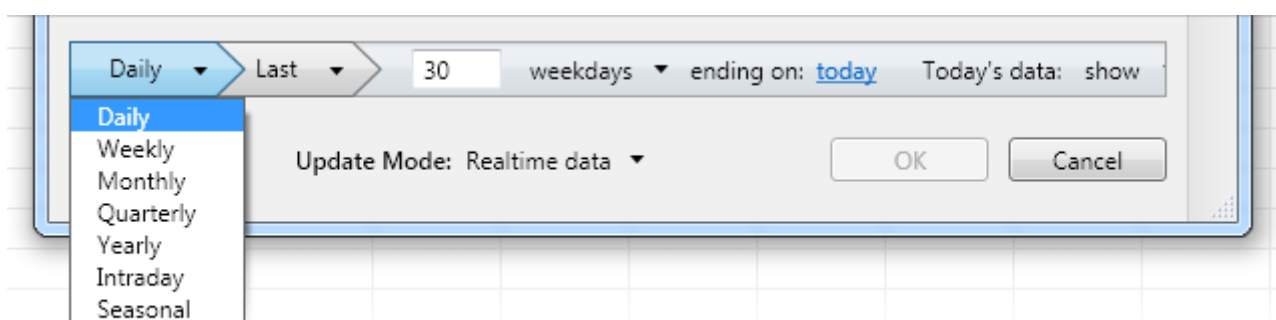 Daily Last 30 weekdays ending on: today Today's data: show
Daily
Weekly
Update Mode: Realtime data OK Cancel
Monthly
Quarterly
Yearly
Intraday
Seasonal